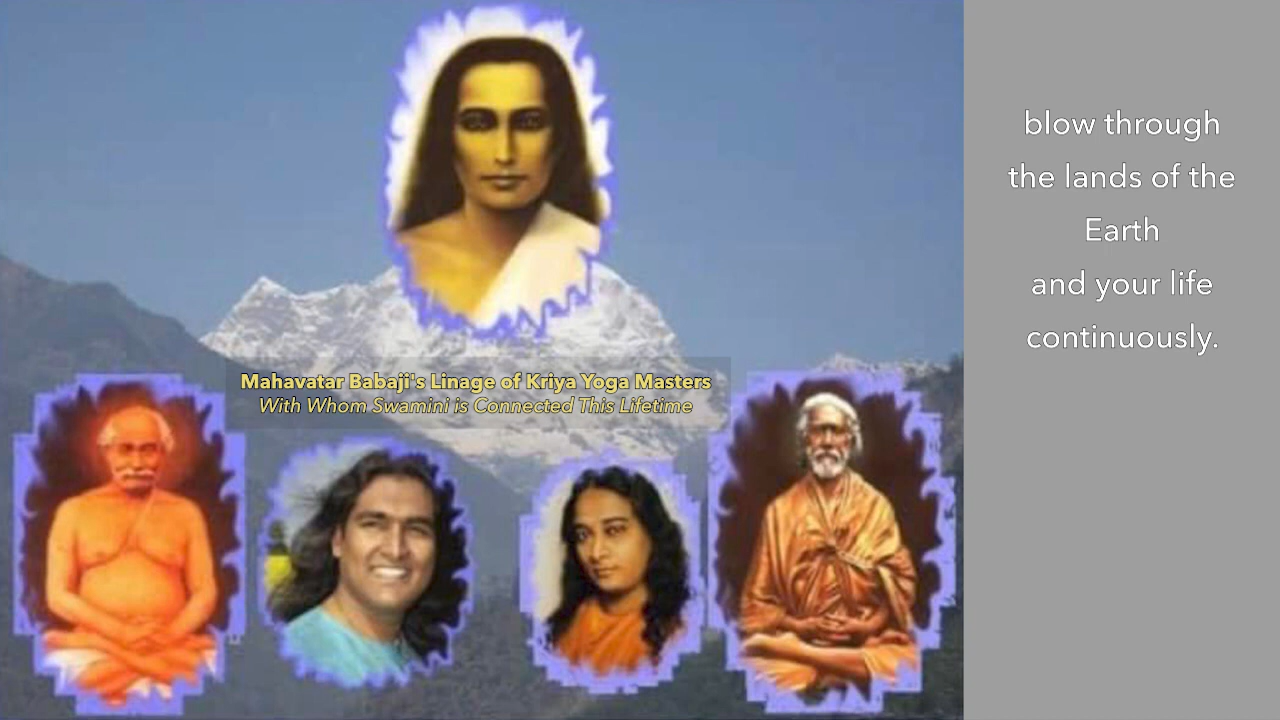 Mahavatar Babaji's Linage of Kriya Yoga Masters
With Whom Swamini is Connected This Lifetime
blow through
the lands of the
Earth
and your life
continuously.